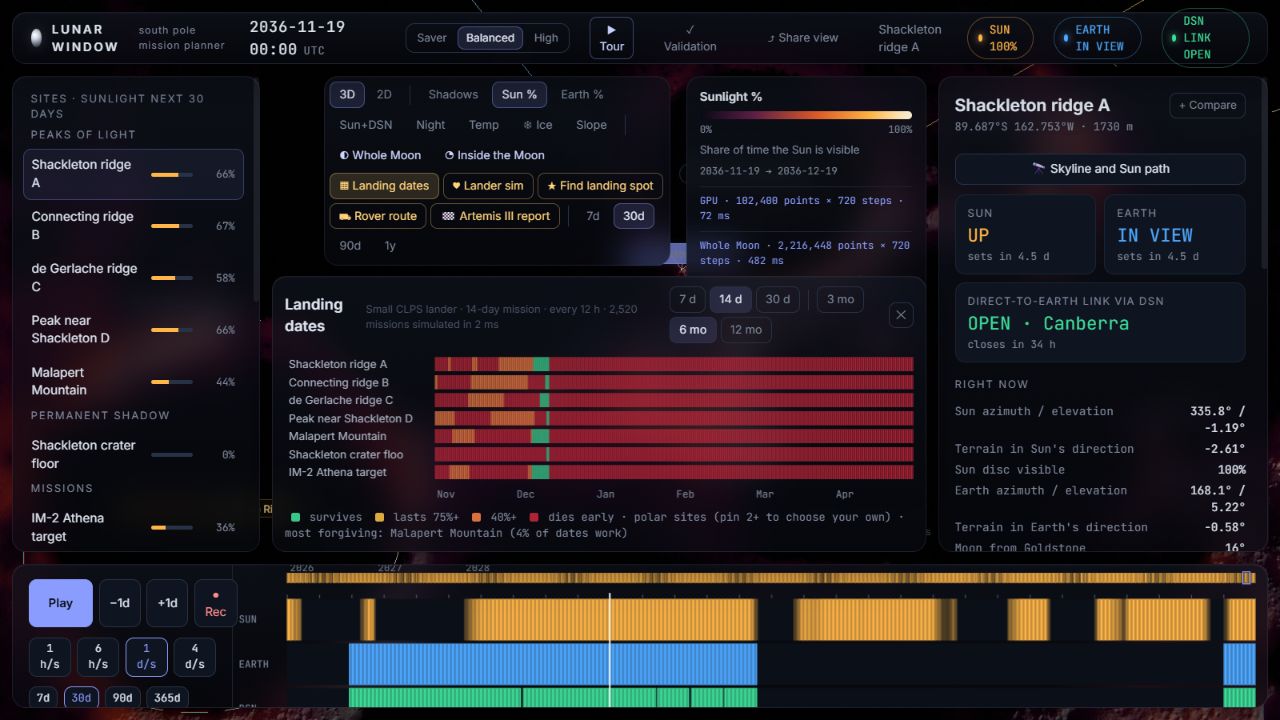 LUNAR
WINDOW
south pole
mission planner
2036-11-19
00:00 UTC
Saver Balanced High
▶
Tour
✓
Validation
⤴ Share view
Shackleton
ridge A
SUN
100%
EARTH
IN VIEW
DSN
LINK
OPEN
SITES · SUNLIGHT NEXT 30
DAYS
PEAKS OF LIGHT
Shackleton ridge
A
66%
Connecting ridge
B
67%
de Gerlache ridge
C
58%
Peak near
Shackleton D
66%
Malapert
Mountain
44%
PERMANENT SHADOW
Shackleton crater
floor
0%
MISSIONS
IM-2 Athena
target
36%
3D 2D Shadows Sun % Earth %
Sun+DSN Night Temp ❄ Ice Slope
◐ Whole Moon ◔ Inside the Moon
▦ Landing dates ♥ Lander sim ★ Find landing spot
⛟ Rover route 🏁 Artemis III report 7d 30d
90d 1y
Sunlight %
0% 100%
Share of time the Sun is visible
2036-11-19 → 2036-12-19
GPU · 102,400 points × 720 steps ·
72 ms
Whole Moon · 2,216,448 points × 720
steps · 482 ms
Landing
dates
Small CLPS lander · 14-day mission · every 12 h · 2,520
missions simulated in 2 ms
7 d 14 d 30 d 3 mo
6 mo 12 mo
✕
Shackleton ridge A
Connecting ridge B
de Gerlache ridge C
Peak near Shackleton D
Malapert Mountain
Shackleton crater floo
IM-2 Athena target
Nov Dec Jan Feb Mar Apr
survives lasts 75%+ 40%+ dies early · polar sites (pin 2+ to choose your own) ·
most forgiving: Malapert Mountain (4% of dates work)
Shackleton ridge A
+ Compare
89.687°S 162.753°W · 1730 m
🔭 Skyline and Sun path
SUN
UP
sets in 4.5 d
EARTH
IN VIEW
sets in 4.5 d
DIRECT-TO-EARTH LINK VIA DSN
OPEN · Canberra
closes in 34 h
RIGHT NOW
Sun azimuth / elevation 335.8° /
-1.19°
Terrain in Sun's direction -2.61°
Sun disc visible 100%
Earth azimuth / elevation 168.1° /
5.22°
Terrain in Earth's direction -0.58°
Moon from Goldstone 16°
Play −1d +1d ● Rec
1 h/s 6 h/s 1 d/s 4 d/s
7d 30d 90d 365d
2026 2027 2028
SUN
EARTH
DSN